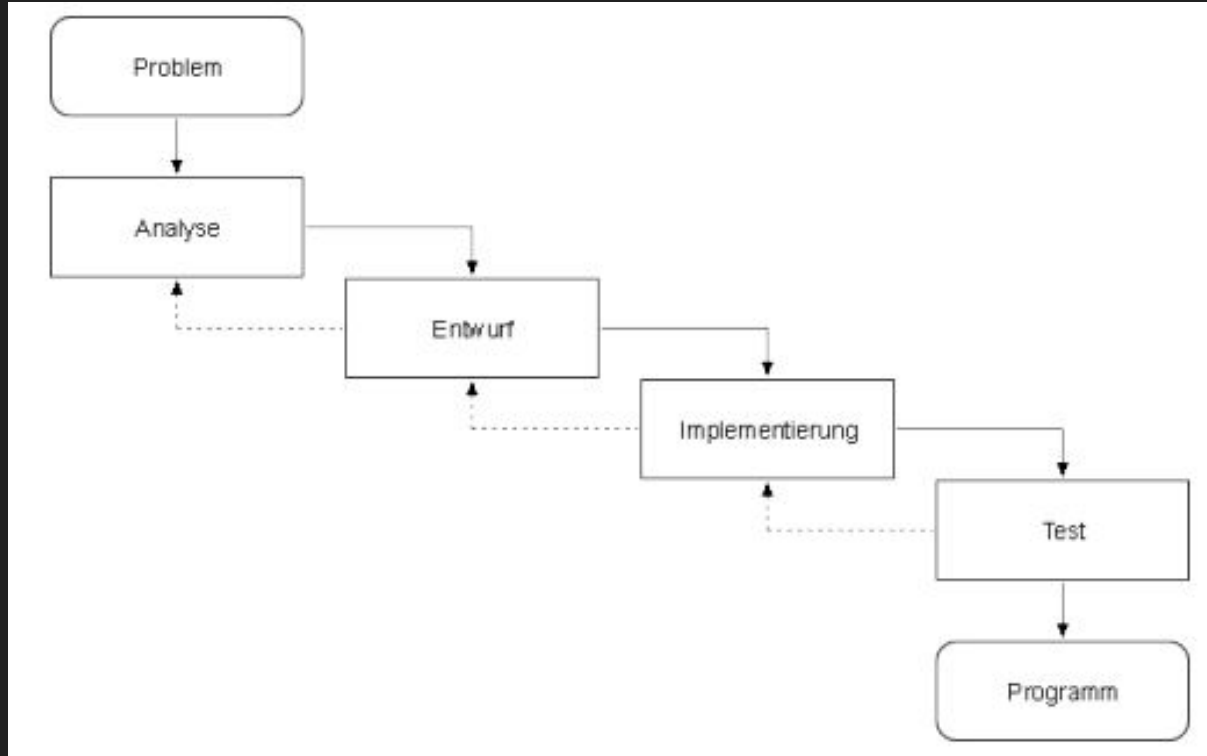 Problem
Analyse
Entwurf
Implementierung
Test
Programm